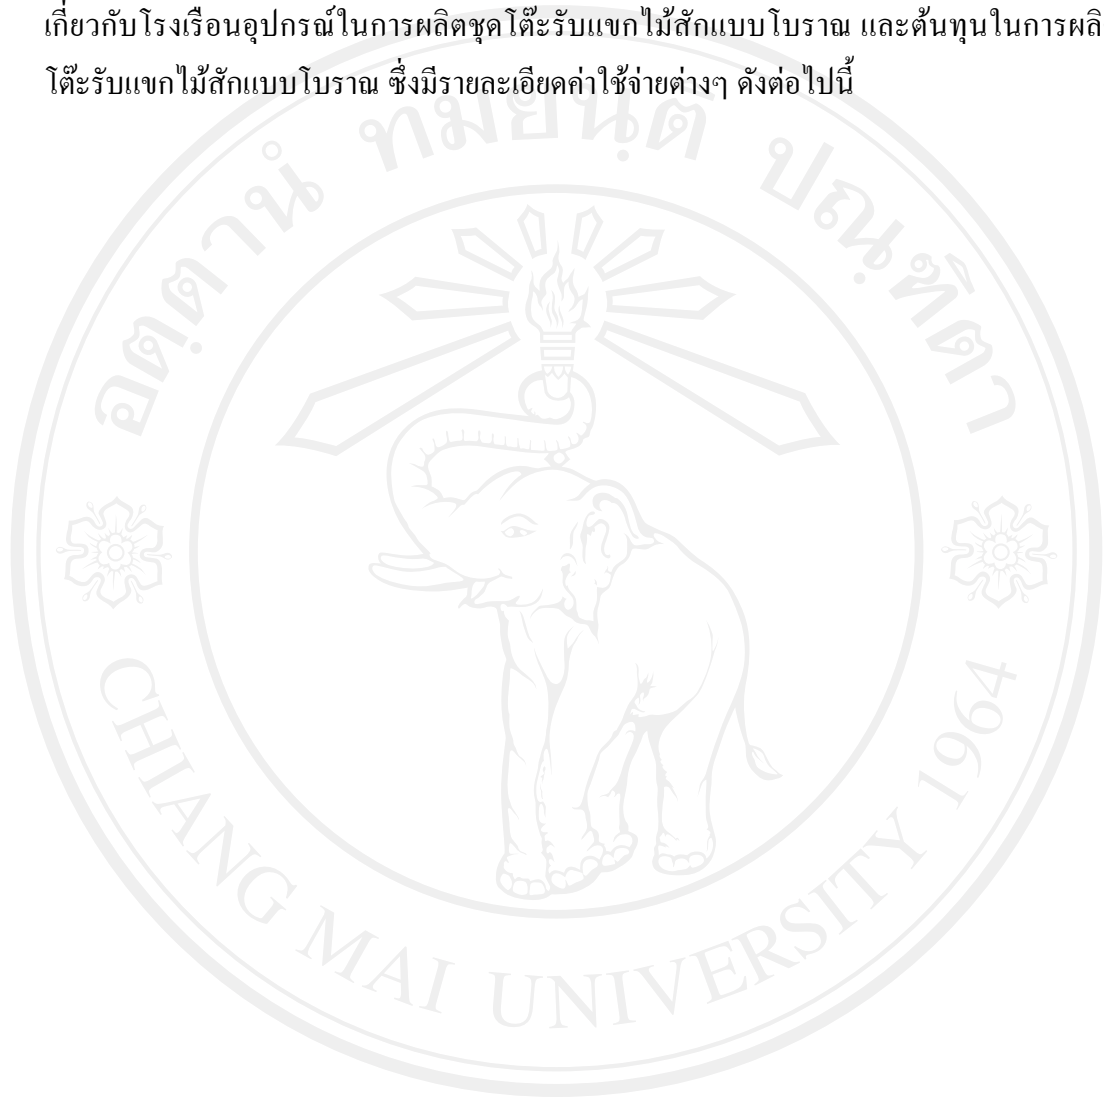 เกี่ยวกับโรงเรือนอุปกรณ์ในการผลิตชุดโต๊ะรับแขกไม้สักแบบโบราณ และต้นทุนในการผลิ
โต๊ะรับแขกไม้สักแบบโบราณ ซึ่งมีรายละเอียดค่าใช้จ่ายต่างๆ ดังต่อไปนี้
อตฺตานํ ทมยนฺติ ปณฺฑิตา
CHIANG MAI UNIVERSITY 1964